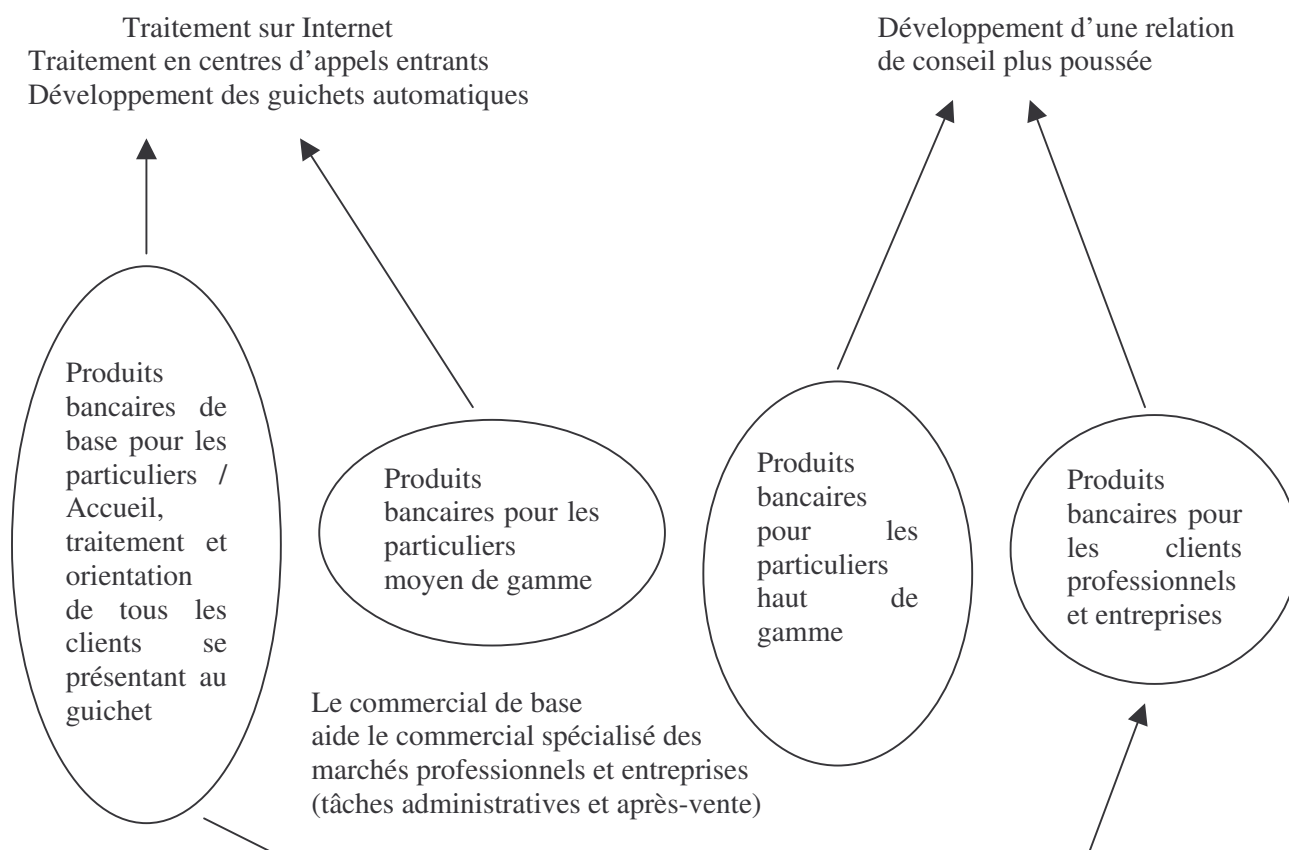 Traitement sur Internet
Traitement en centres d'appels entrants
Développement des guichets automatiques
Développement d'une relation
de conseil plus poussée
Produits
bancaires de
base pour les
particuliers /
Accueil,
traitement et
orientation
de tous les
clients se
présentant au
guichet
Produits
bancaires pour les
particuliers
moyen de gamme
Produits
bancaires
pour les
particuliers
haut de
gamme
Produits
bancaires pour
les clients
professionnels
et entreprises
Le commercial de base
aide le commercial spécialisé des
marchés professionnels et entreprises
(tâches administratives et après-vente)